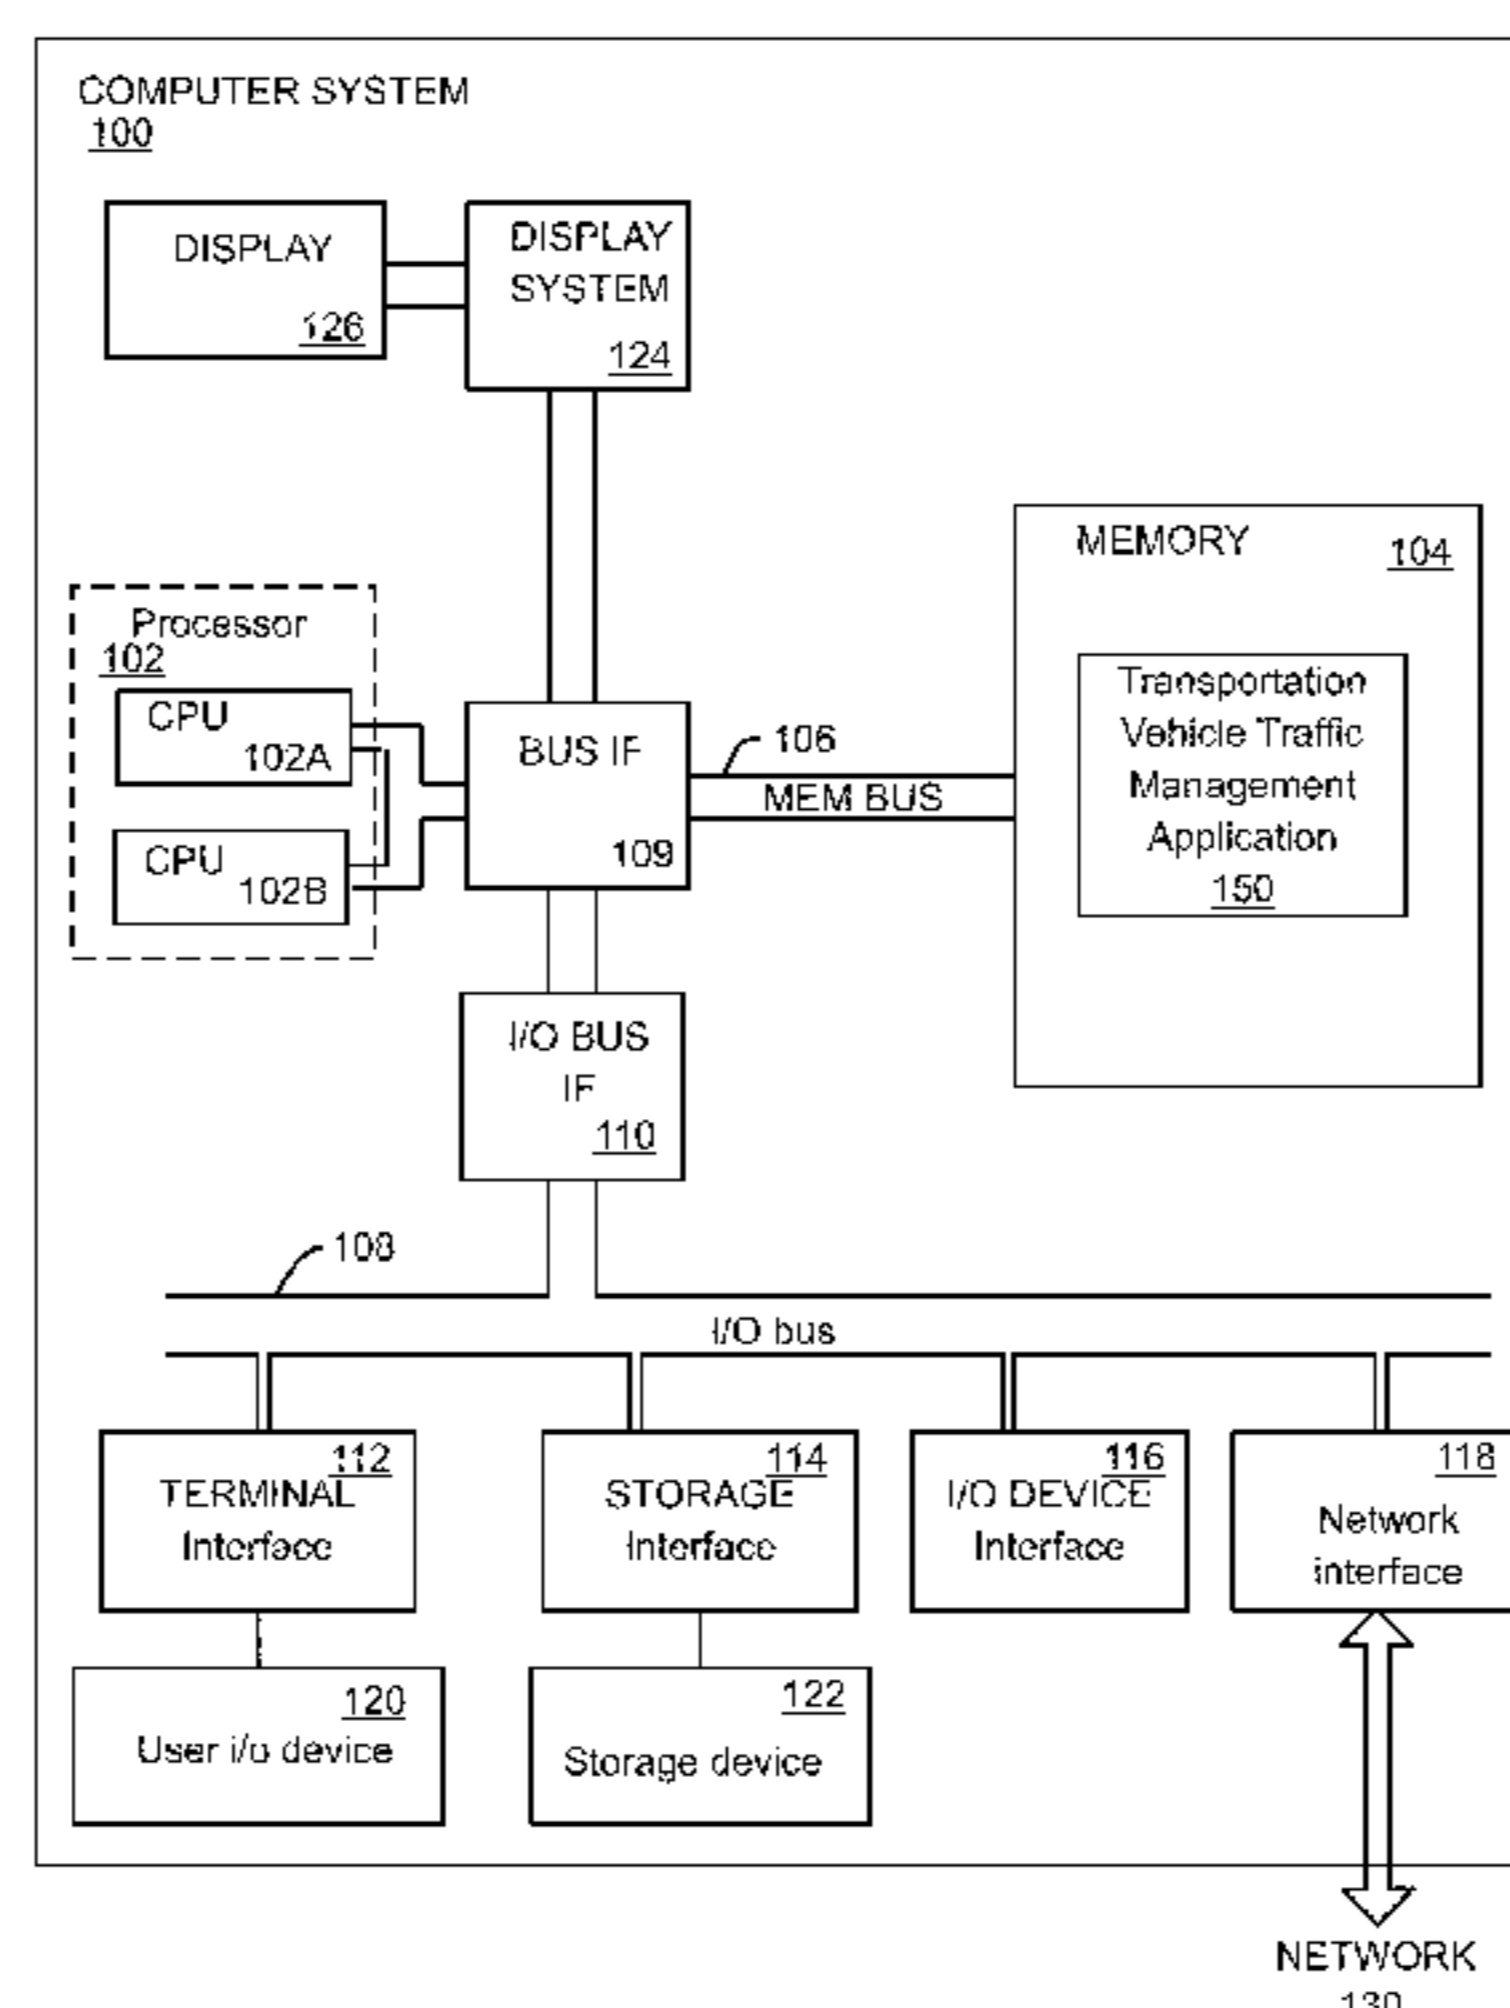 COMPUTER SYSTEM
100
DISPLAY
126
DISPLAY
SYSTEM
124
MEMORY
104
Processor
102
CPU
102A
CPU
102B
BUS IF
109
106
MEM BUS
Transportation
Vehicle Traffic
Management
Application
150
I/O BUS
IF
110
108
I/O bus
112
TERMINAL
Interface
114
STORAGE
Interface
116
I/O DEVICE
Interface
118
Network
interface
120
User i/o device
122
Storage device
NETWORK
130